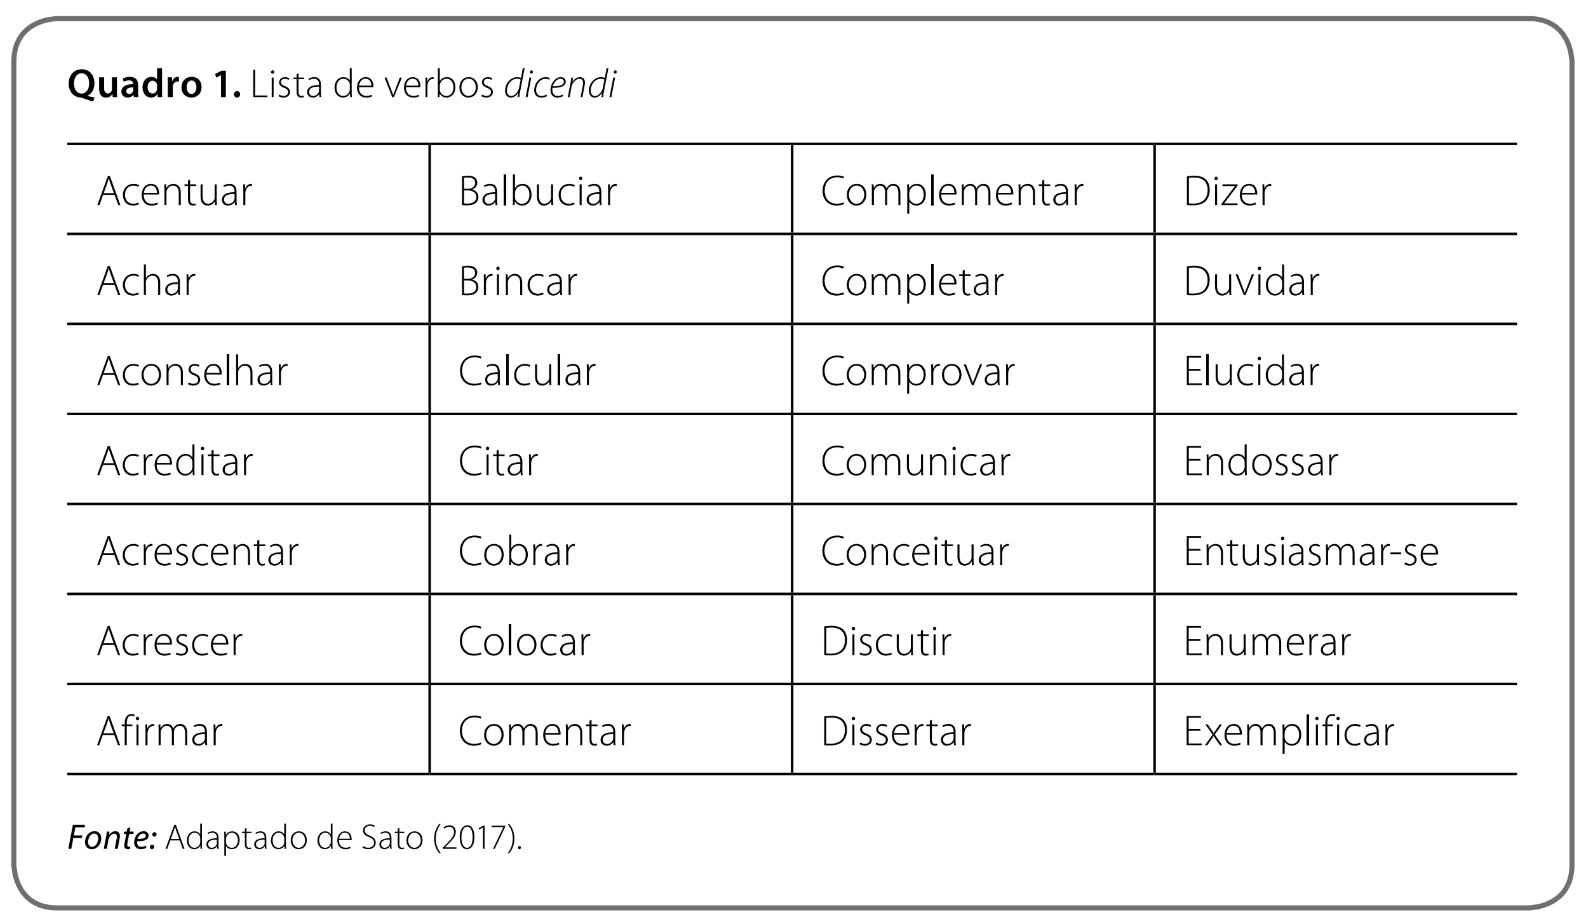 Quadro 1. Lista de verbos dicendi
Acentuar Balbuciar Complementar Dizer
Achar Brincar Completar Duvidar
Aconselhar Calcular Comprovar Elucidar
Acreditar Citar Comunicar Endossar
Acrescentar Cobrar Conceituar Entusiasmar-se
Acrescer Colocar Discutir Enumerar
Afirmar Comentar Dissertar Exemplificar
Fonte: Adaptado de Sato (2017).